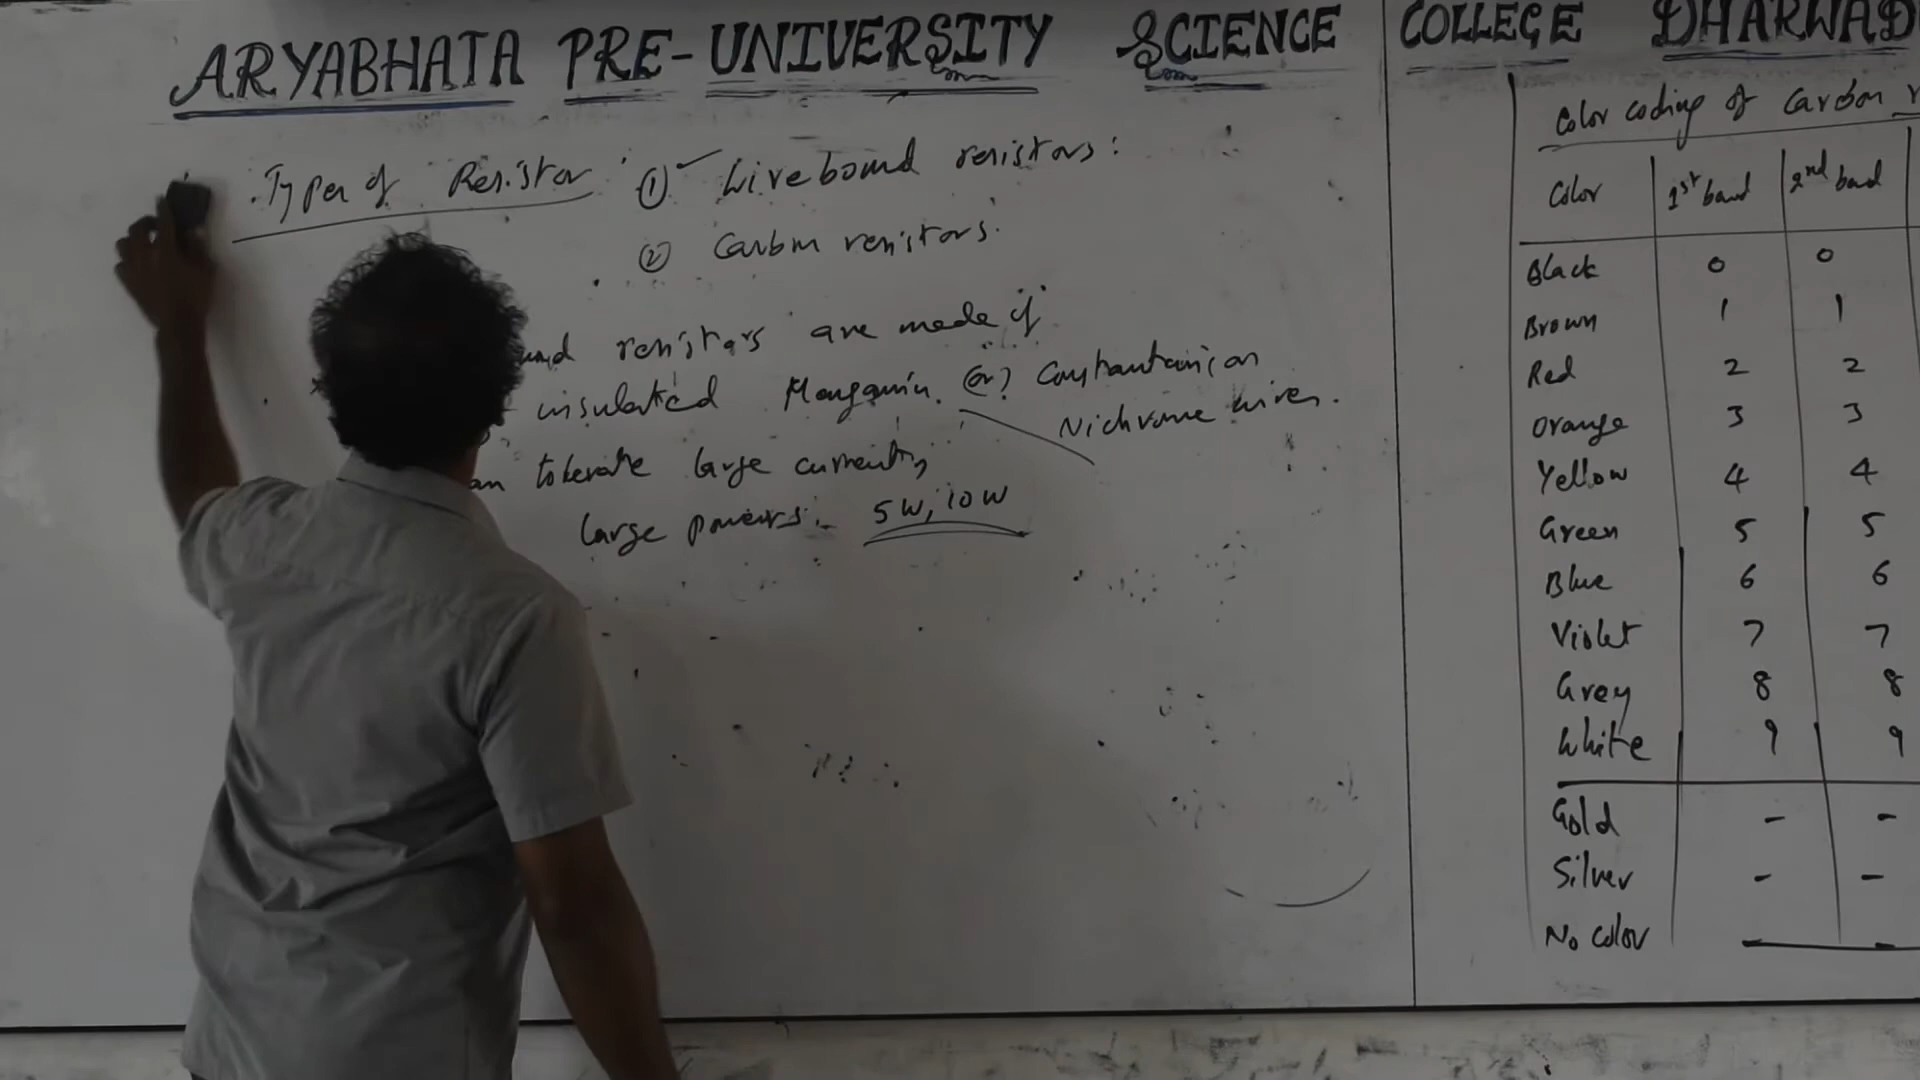 ARYABHATA PRE-UNIVERSITY SCIENCE COLLEGE DHARWAD
Types of Resistor : ① Wirebound resistors :
② Carbon resistors.
resistors are made of
insulated Manganin (or) Constantain (or
Nichrome wires.
tolerate large currents,
large powers. 5W, 10W
Color coding of Carbon
Color 1st band 2nd band
Black 0 0
Brown 1 1
Red 2 2
Orange 3 3
Yellow 4 4
Green 5 5
Blue 6 6
Violet 7 7
Grey 8 8
White 9 9
Gold - -
Silver - -
No color - -